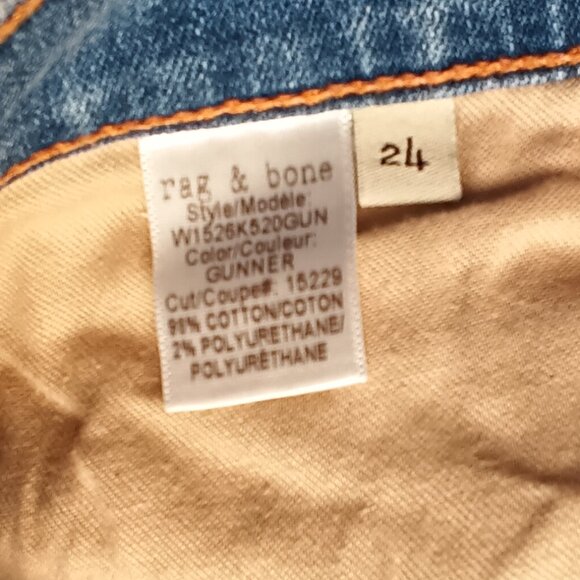 rag & bone
24
Style/Modèle:
W1526K520GUN
Color/Couleur:
GUNNER
Cut/Coupe#: 15229
98% COTTON/COTON
2% POLYURETHANE/
POLYURÉTHANE